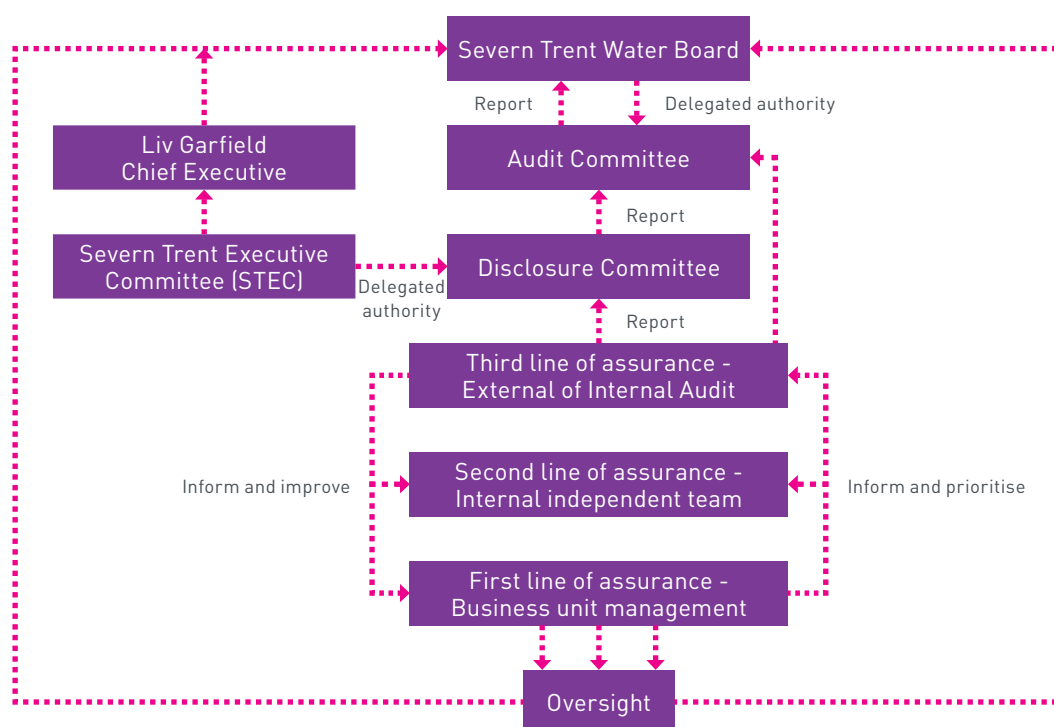 Severn Trent Water Board
Report
Delegated authority
Liv Garfield
Chief Executive
Audit Committee
Report
Severn Trent Executive
Committee (STEC)
Delegated
authority
Disclosure Committee
Report
Third line of assurance -
External of Internal Audit
Inform and improve
Second line of assurance -
Internal independent team
Inform and prioritise
First line of assurance -
Business unit management
Oversight